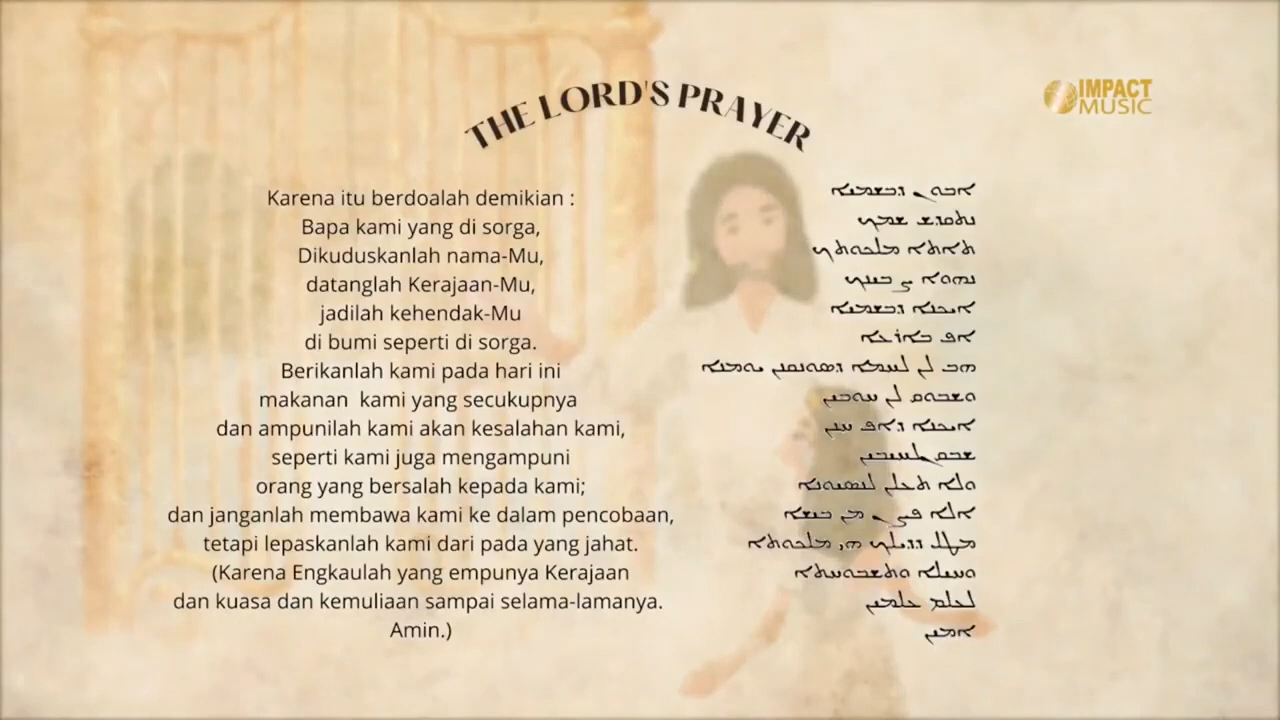 THE LORD'S PRAYER
IMPACT
MUSIC
Karena itu berdoalah demikian :
Bapa kami yang di sorga,
Dikuduskanlah nama-Mu,
datanglah Kerajaan-Mu,
jadilah kehendak-Mu
di bumi seperti di sorga.
Berikanlah kami pada hari ini
makanan kami yang secukupnya
dan ampunilah kami akan kesalahan kami,
seperti kami juga mengampuni
orang yang bersalah kepada kami;
dan janganlah membawa kami ke dalam pencobaan,
tetapi lepaskanlah kami dari pada yang jahat.
(Karena Engkaulah yang empunya Kerajaan
dan kuasa dan kemuliaan sampai selama-lamanya.
Amin.)
ܐܒܘܢ ܕܒܫܡܝܐ
ܢܬܩܕܫ ܫܡܟ
ܬܐܬܐ ܡܠܟܘܬܟ
ܢܗܘܐ ܨܒܝܢܟ
ܐܝܟܢܐ ܕܒܫܡܝܐ
ܐܦ ܒܐܪܥܐ
ܗܒ ܠܢ ܠܚܡܐ ܕܣܘܢܩܢܢ ܝܘܡܢܐ
ܘܫܒܘܩ ܠܢ ܚܘܒܝܢ
ܐܝܟܢܐ ܕܐܦ ܚܢܢ
ܫܒܩܢ ܠܚܝܒܝܢ
ܘܠܐ ܬܥܠܢ ܠܢܣܝܘܢܐ
ܐܠܐ ܦܨܢ ܡܢ ܒܝܫܐ
ܡܛܠ ܕܕܝܠܟ ܗܝ ܡܠܟܘܬܐ
ܘܚܝܠܐ ܘܬܫܒܘܚܬܐ
ܠܥܠܡ ܥܠܡܝܢ
ܐܡܝܢ